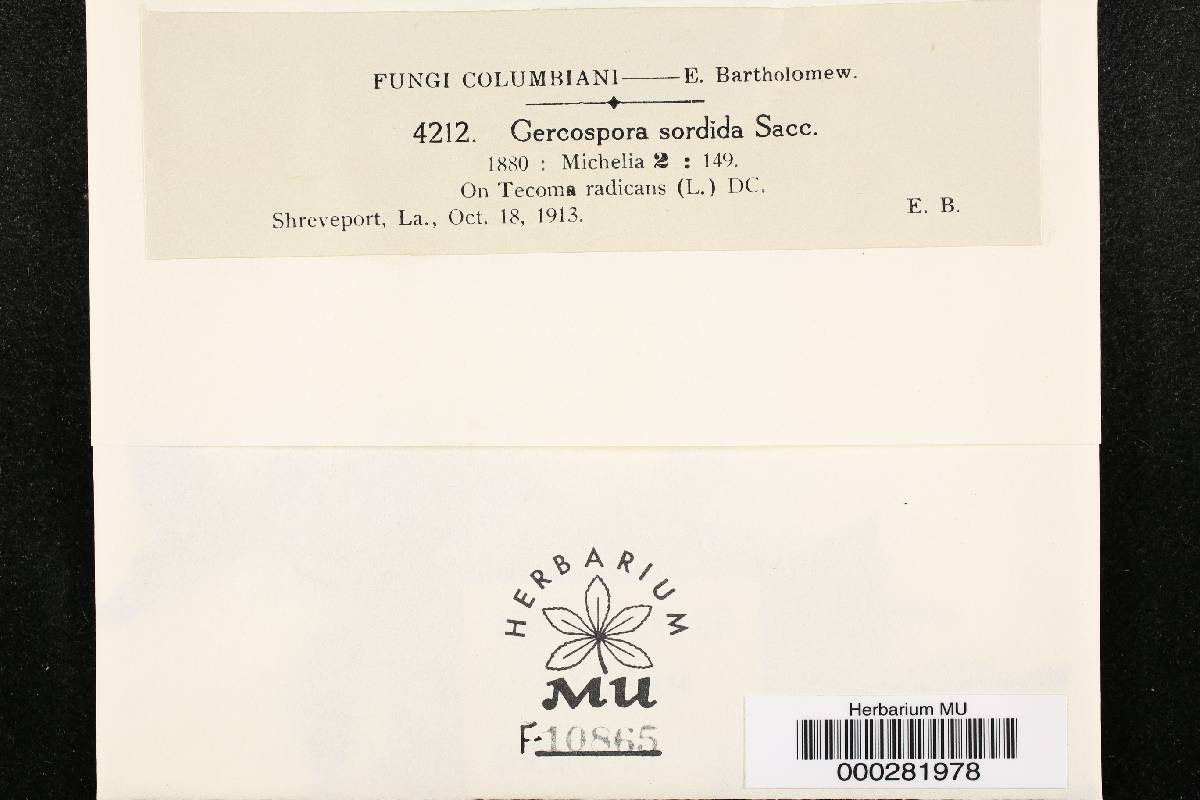 FUNGI COLUMBIANI——E. Bartholomew.
4212. Cercospora sordida Sacc.
1880 : Michelia 2 : 149.
On Tecoma radicans (L.) DC.
Shreveport, La., Oct. 18, 1913. E. B.
HERBARIUM
MU
F-10865
Herbarium MU
000281978